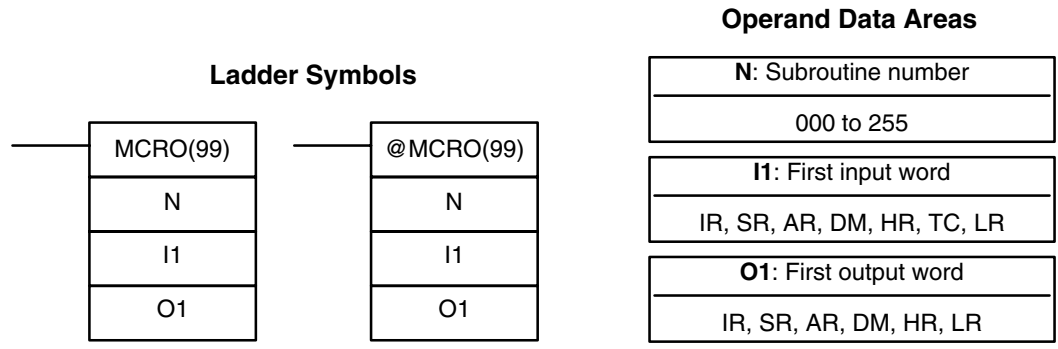 Ladder Symbols
MCRO(99)
N
I1
O1
@MCRO(99)
N
I1
O1
Operand Data Areas
N: Subroutine number
000 to 255
I1: First input word
IR, SR, AR, DM, HR, TC, LR
O1: First output word
IR, SR, AR, DM, HR, LR